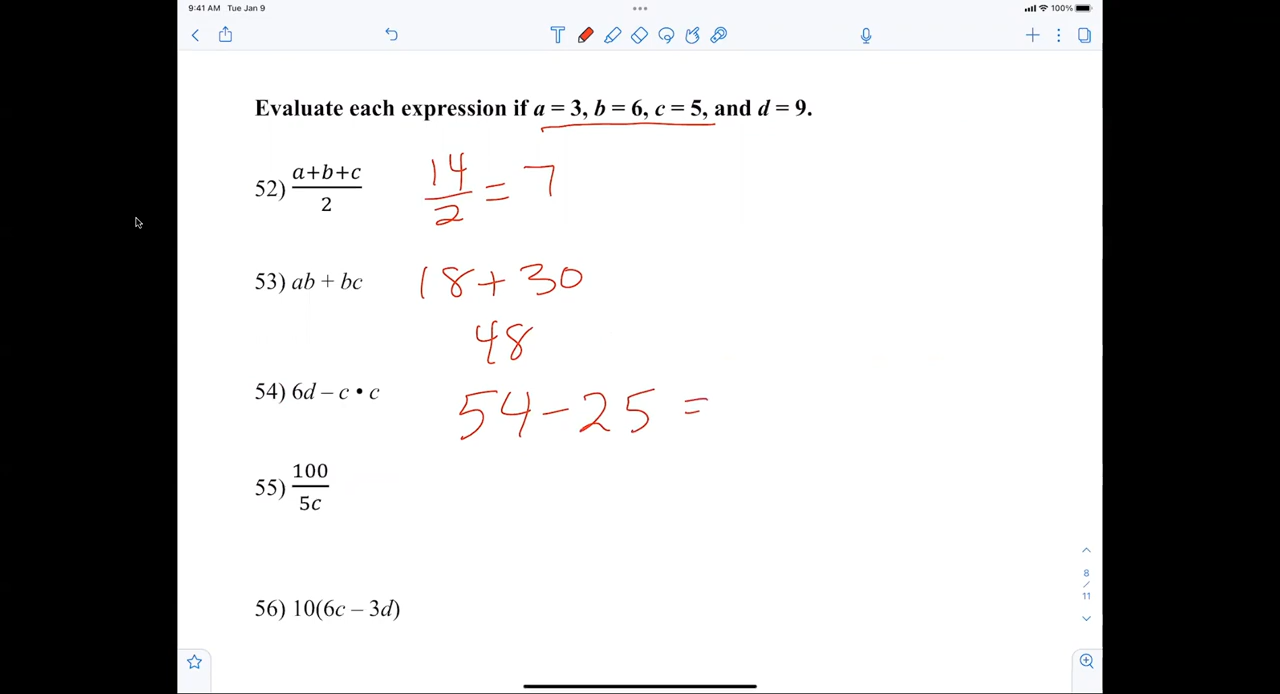 9:41 AM Tue Jan 9
100%
Evaluate each expression if a = 3, b = 6, c = 5, and d = 9.
52) a+b+c / 2 14 / 2 = 7
53) ab + bc 18 + 30
48
54) 6d – c • c 54 - 25 =
55) 100 / 5c
56) 10(6c – 3d)
8
/
11